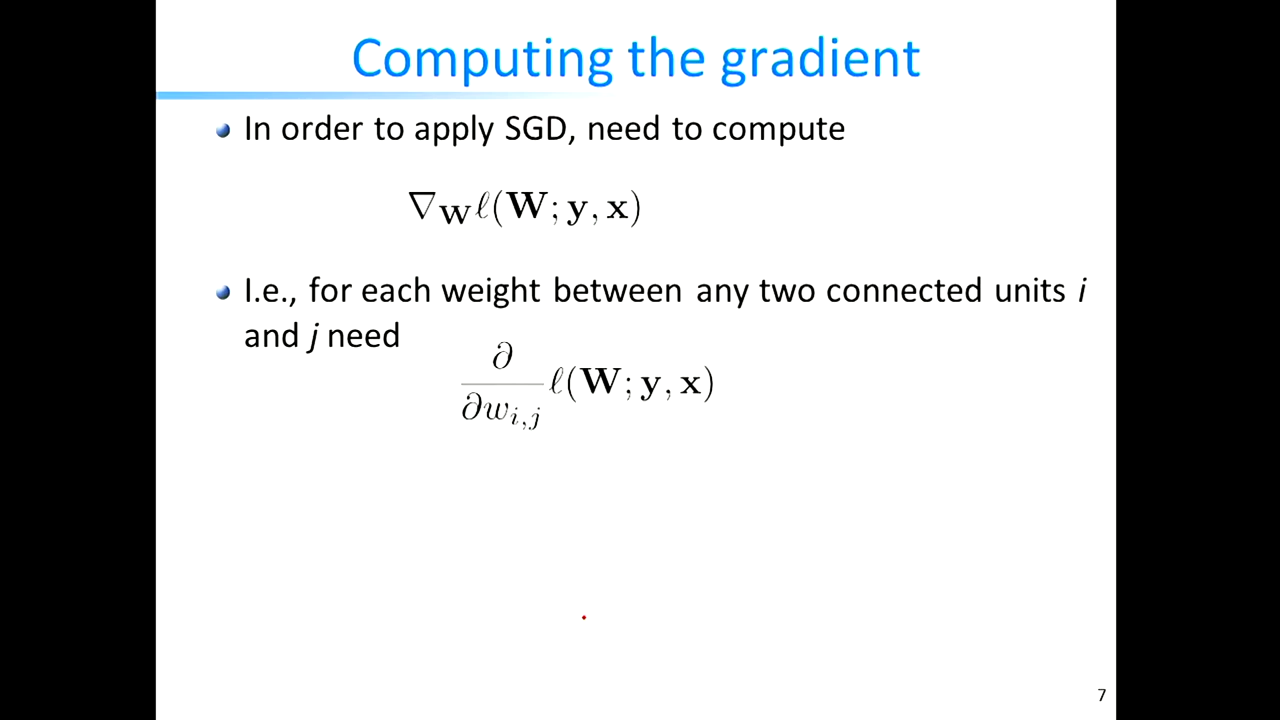 Computing the gradient
In order to apply SGD, need to compute
∇_W ℓ(W; y, x)
I.e., for each weight between any two connected units i
and j need
∂/∂w_{i,j} ℓ(W; y, x)
7